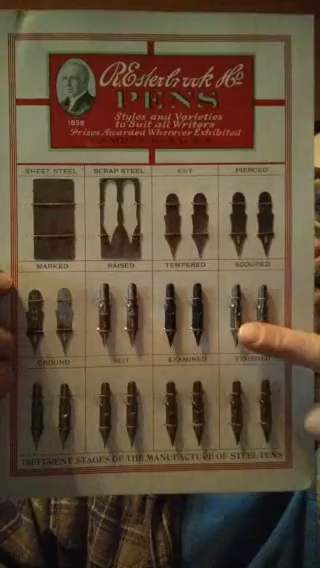 R. Esterbrook & Co
PENS
Styles and Varieties
to Suit all Writers
1858
Prizes Awarded Wherever Exhibited
SHEET STEEL SCRAP STEEL CUT PIERCED
MARKED RAISED TEMPERED SCOURED
GROUND SLIT EXAMINED FINISHED
DIFFERENT STAGES OF THE MANUFACTURE OF STEEL PENS